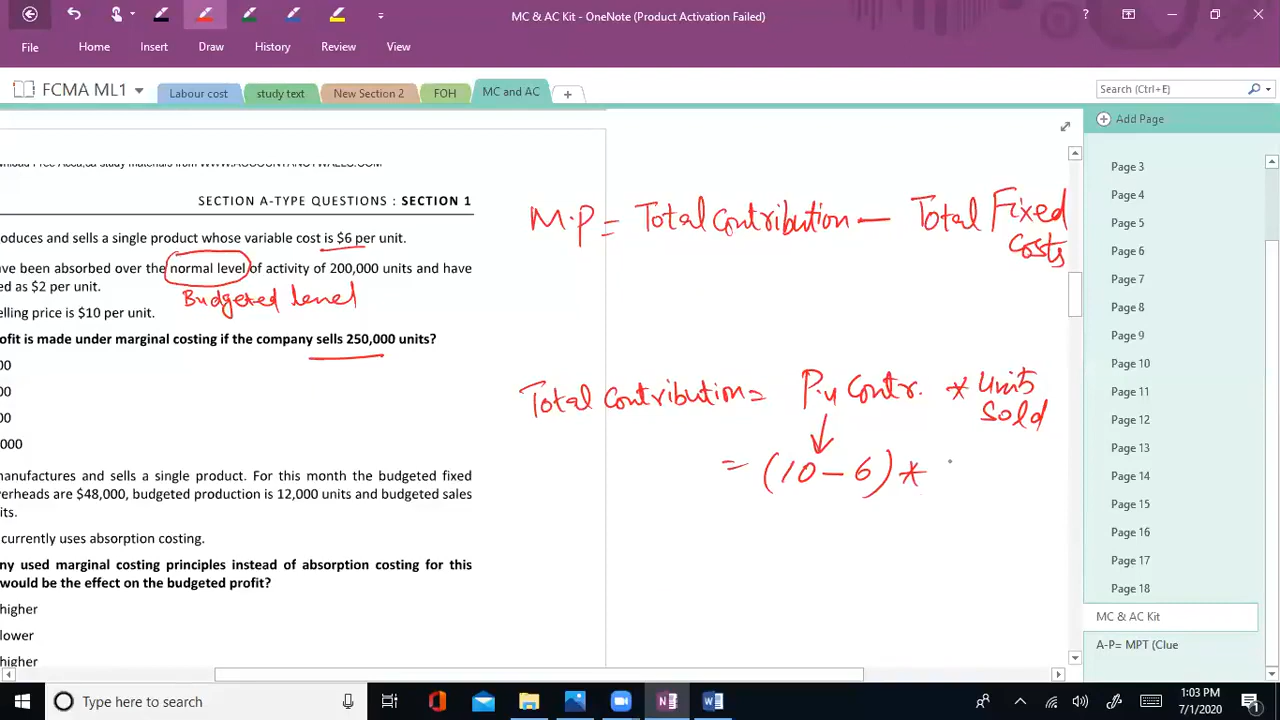 MC & AC Kit - OneNote (Product Activation Failed)
File Home Insert Draw History Review View
FCMA ML1 Labour cost study text New Section 2 FOH MC and AC
Search (Ctrl+E)
Add Page
Page 3
Page 4
Page 5
Page 6
Page 7
Page 8
Page 9
Page 10
Page 11
Page 12
Page 13
Page 14
Page 15
Page 16
Page 17
Page 18
MC & AC Kit
A-P= MPT (Clue
SECTION A-TYPE QUESTIONS : SECTION 1
oduces and sells a single product whose variable cost is $6 per unit.
ave been absorbed over the normal level of activity of 200,000 units and have
ed as $2 per unit.
Budgeted level
elling price is $10 per unit.
ofit is made under marginal costing if the company sells 250,000 units?
00
00
00
000
manufactures and sells a single product. For this month the budgeted fixed
verheads are $48,000, budgeted production is 12,000 units and budgeted sales
its.
currently uses absorption costing.
any used marginal costing principles instead of absorption costing for this
would be the effect on the budgeted profit?
higher
lower
higher
M.P = Total Contribution - Total Fixed
Costs
Total Contribution = P.u Contr. * Units
Sold
= (10 - 6) *
Type here to search
1:03 PM
7/1/2020